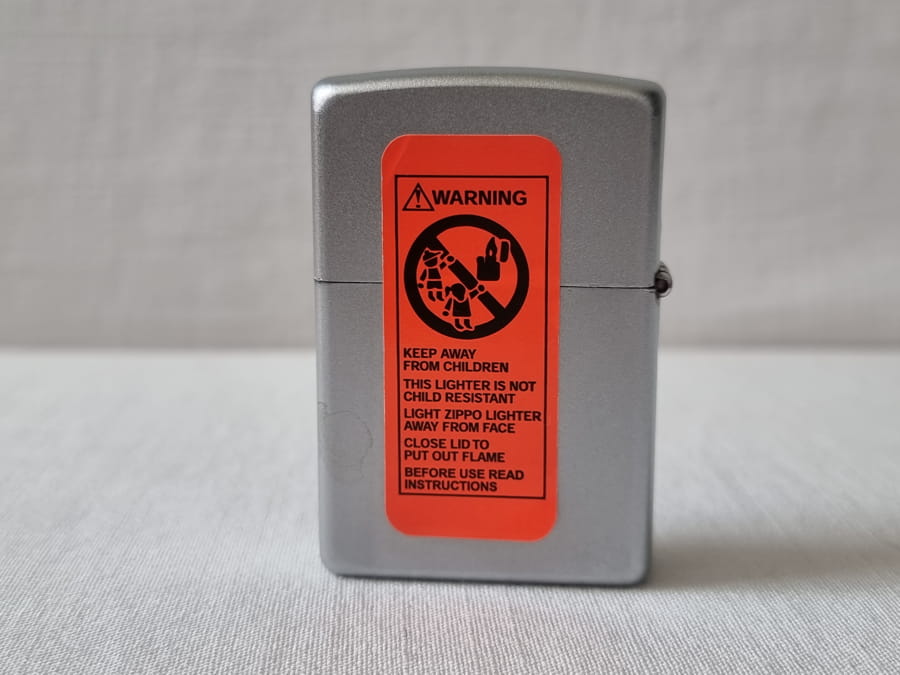 WARNING
KEEP AWAY
FROM CHILDREN
THIS LIGHTER IS NOT
CHILD RESISTANT
LIGHT ZIPPO LIGHTER
AWAY FROM FACE
CLOSE LID TO
PUT OUT FLAME
BEFORE USE READ
INSTRUCTIONS